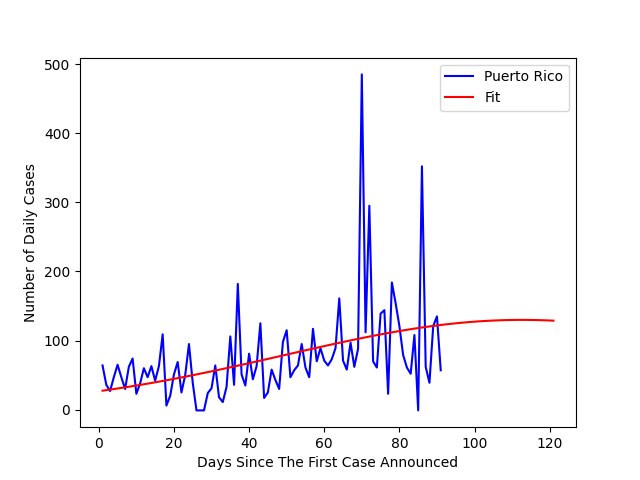 Puerto Rico
Fit
Number of Daily Cases
500
400
300
200
100
0
0 20 40 60 80 100 120
Days Since The First Case Announced